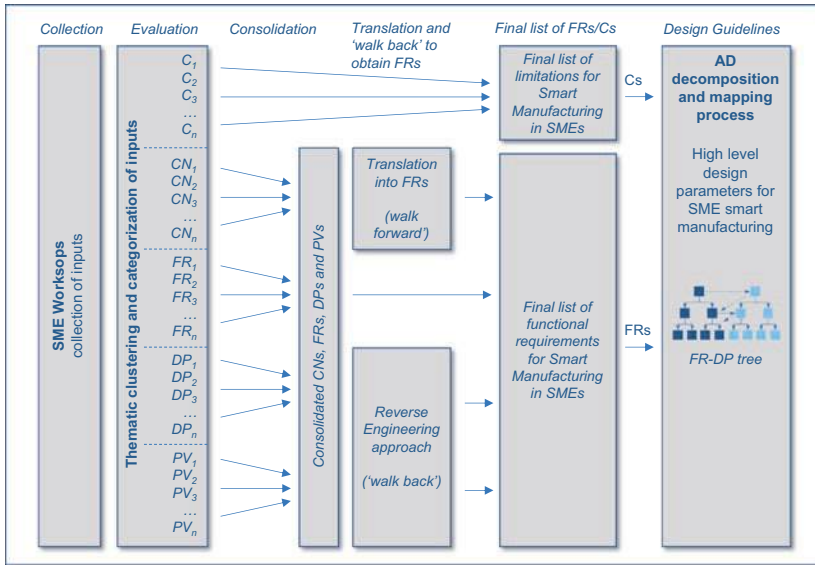 Collection
Evaluation
Consolidation
Translation and
‘walk back’ to
obtain FRs
Final list of FRs/Cs
Design Guidelines
SME Worksops
collection of inputs
Thematic clustering and categorization of inputs
C1
C2
C3
…
Cn
CN1
CN2
CN3
…
CNn
FR1
FR2
FR3
…
FRn
DP1
DP2
DP3
…
DPn
PV1
PV2
PV3
…
PVn
Consolidated CNs, FRs, DPs and PVs
Translation
into FRs
(walk
forward’)
Reverse
Engineering
approach
(‘walk back’)
Final list of
limitations for
Smart
Manufacturing
in SMEs
Final list of
functional
requirements
for Smart
Manufacturing
in SMEs
Cs
FRs
AD
decomposition
and mapping
process
High level
design
parameters for
SME smart
manufacturing
FR-DP tree